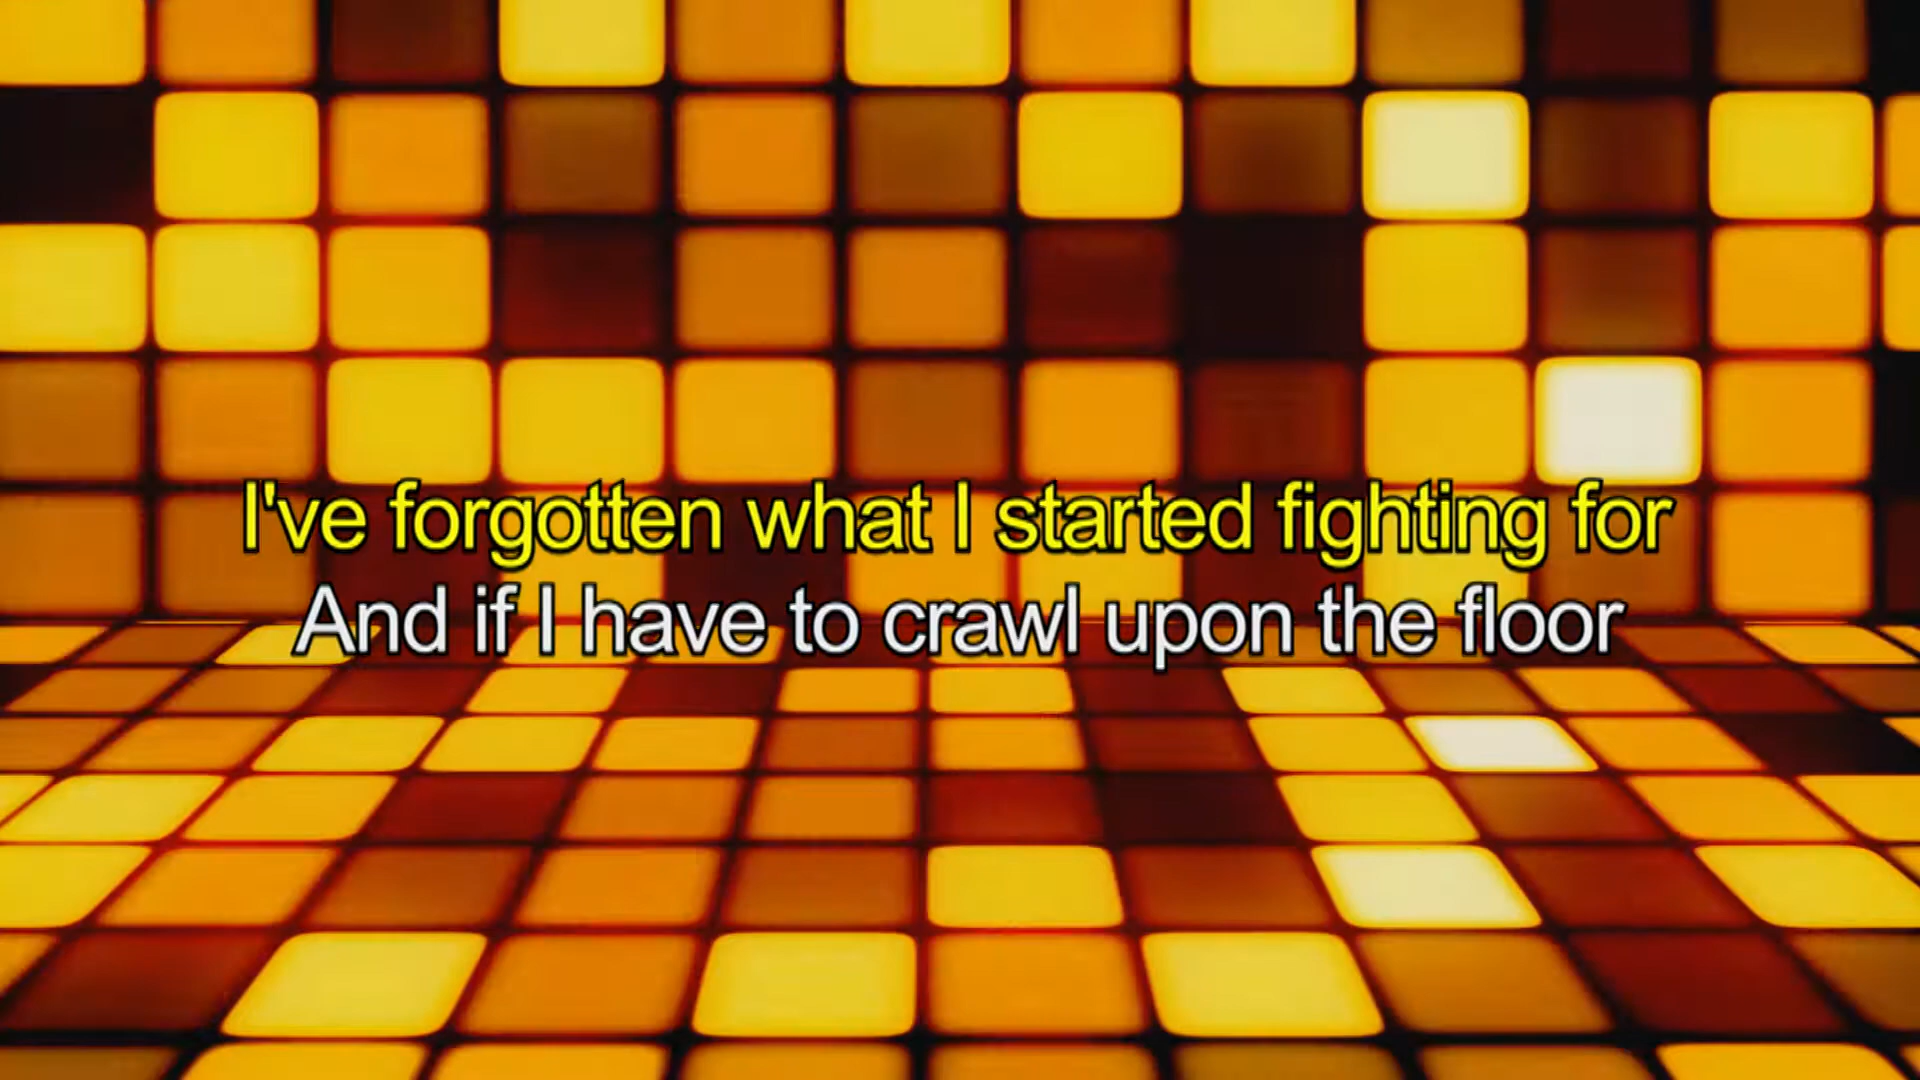 I've forgotten what I started fighting for
And if I have to crawl upon the floor